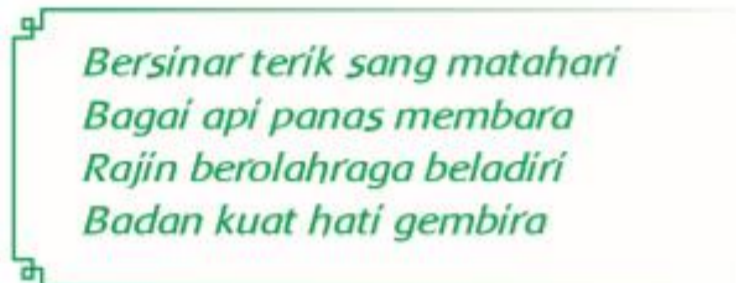 Bersinar terik sang matahari
Bagai api panas membara
Rajin berolahraga beladiri
Badan kuat hati gembira